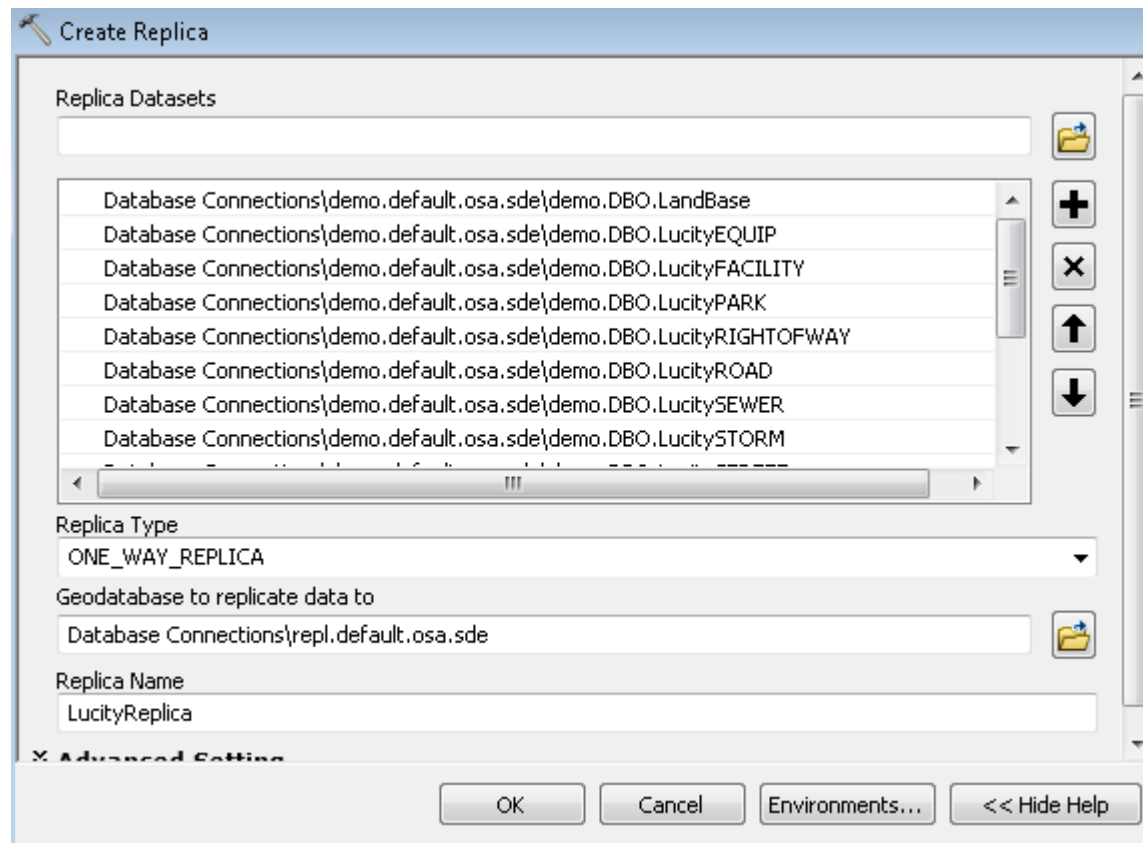 Create Replica
Replica Datasets
Database Connections\demo.default.osa.sde\demo.DBO.LandBase
Database Connections\demo.default.osa.sde\demo.DBO.LucityEQUIP
Database Connections\demo.default.osa.sde\demo.DBO.LucityFACILITY
Database Connections\demo.default.osa.sde\demo.DBO.LucityPARK
Database Connections\demo.default.osa.sde\demo.DBO.LucityRIGHTOFWAY
Database Connections\demo.default.osa.sde\demo.DBO.LucityROAD
Database Connections\demo.default.osa.sde\demo.DBO.LucitySEWER
Database Connections\demo.default.osa.sde\demo.DBO.LucitySTORM
Replica Type
ONE_WAY_REPLICA
Geodatabase to replicate data to
Database Connections\repl.default.osa.sde
Replica Name
LucityReplica
Advanced Setting
OK Cancel Environments... << Hide Help